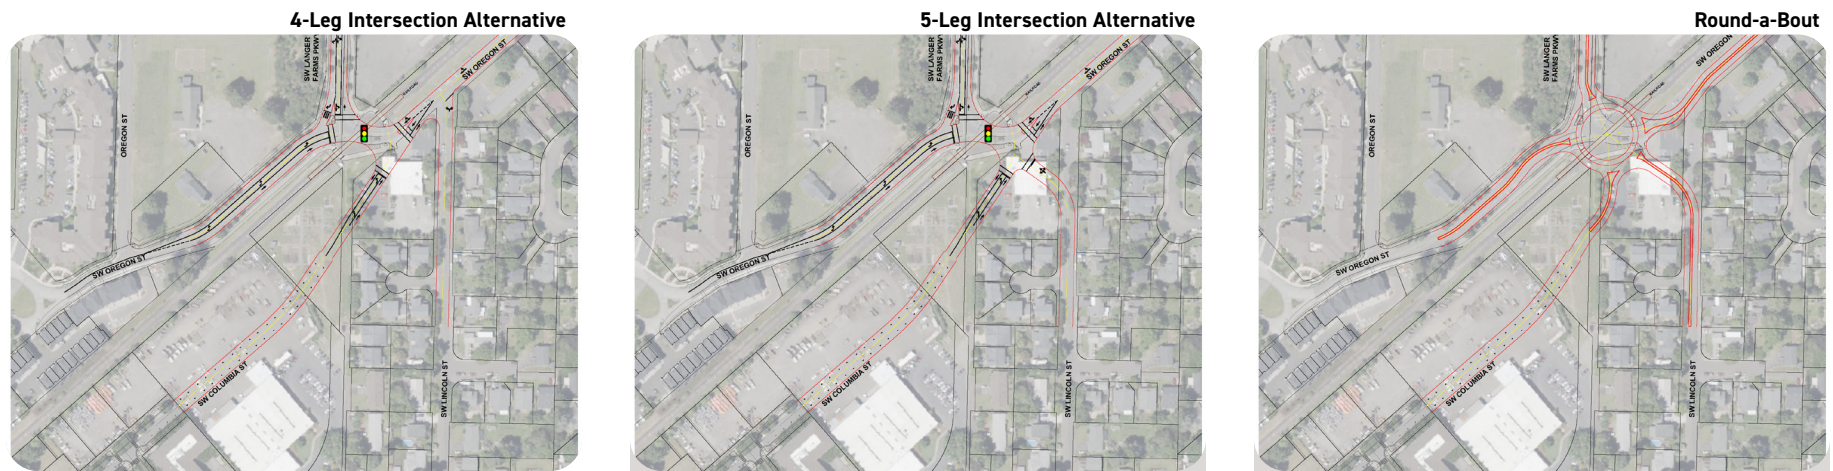 4-Leg Intersection Alternative
SW LANGER
FARMS PKWY
SW OREGON ST
OREGON ST
SW OREGON ST
SW COLUMBIA ST
SW LINCOLN ST
5-Leg Intersection Alternative
SW LANGER
FARMS PKWY
SW OREGON ST
OREGON ST
SW OREGON ST
SW COLUMBIA ST
SW LINCOLN ST
Round-a-Bout
SW LANGER
FARMS PKWY
SW OREGON
OREGON ST
SW OREGON ST
SW COLUMBIA ST
SW LINCOLN ST